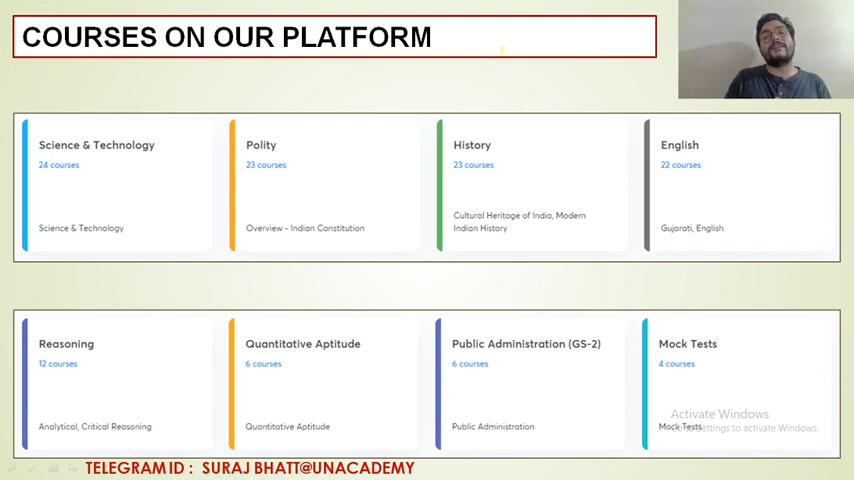 COURSES ON OUR PLATFORM
Science & Technology
24 courses
Science & Technology
Polity
23 courses
Overview - Indian Constitution
History
23 courses
Cultural Heritage of India, Modern
Indian History
English
22 courses
Gujarati, English
Reasoning
12 courses
Analytical, Critical Reasoning
Quantitative Aptitude
6 courses
Quantitative Aptitude
Public Administration (GS-2)
6 courses
Public Administration
Mock Tests
4 courses
Mock Tests
Activate Windows
Go to Settings to activate Windows.
TELEGRAM ID : SURAJ BHATT@UNACADEMY